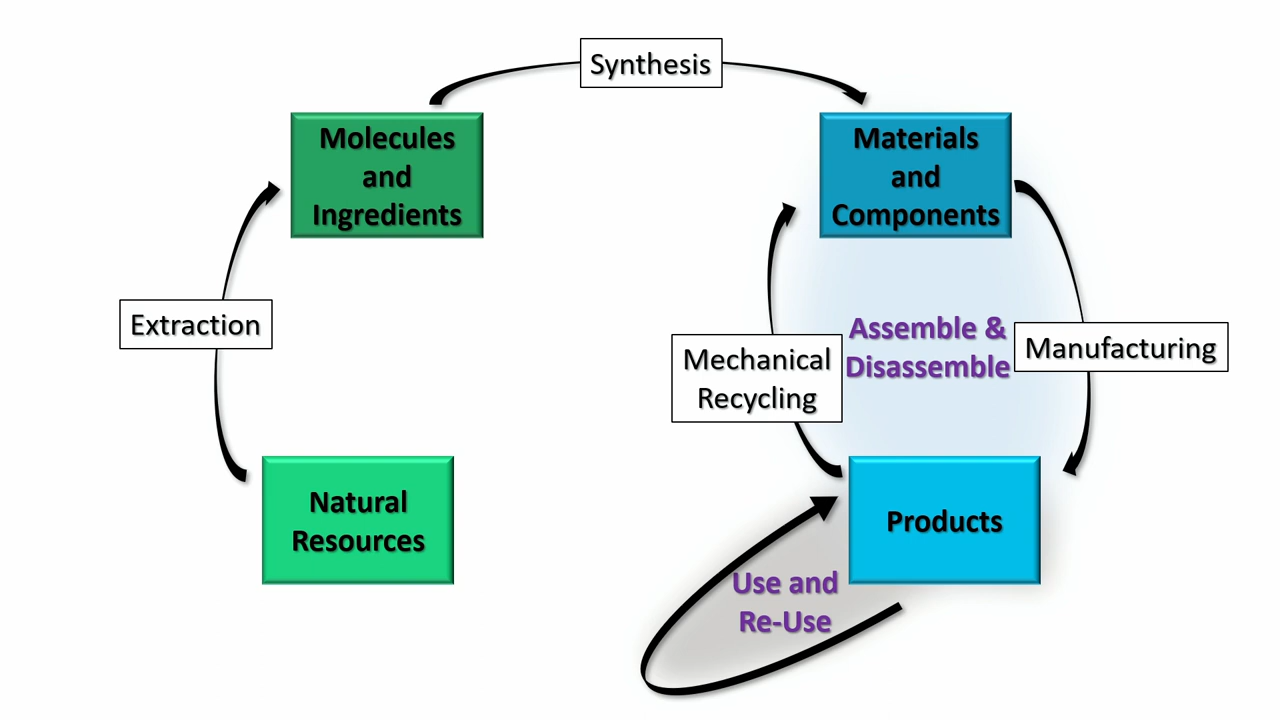 Synthesis
Molecules
and
Ingredients
Materials
and
Components
Extraction
Assemble &
Disassemble
Manufacturing
Mechanical
Recycling
Natural
Resources
Products
Use and
Re-Use